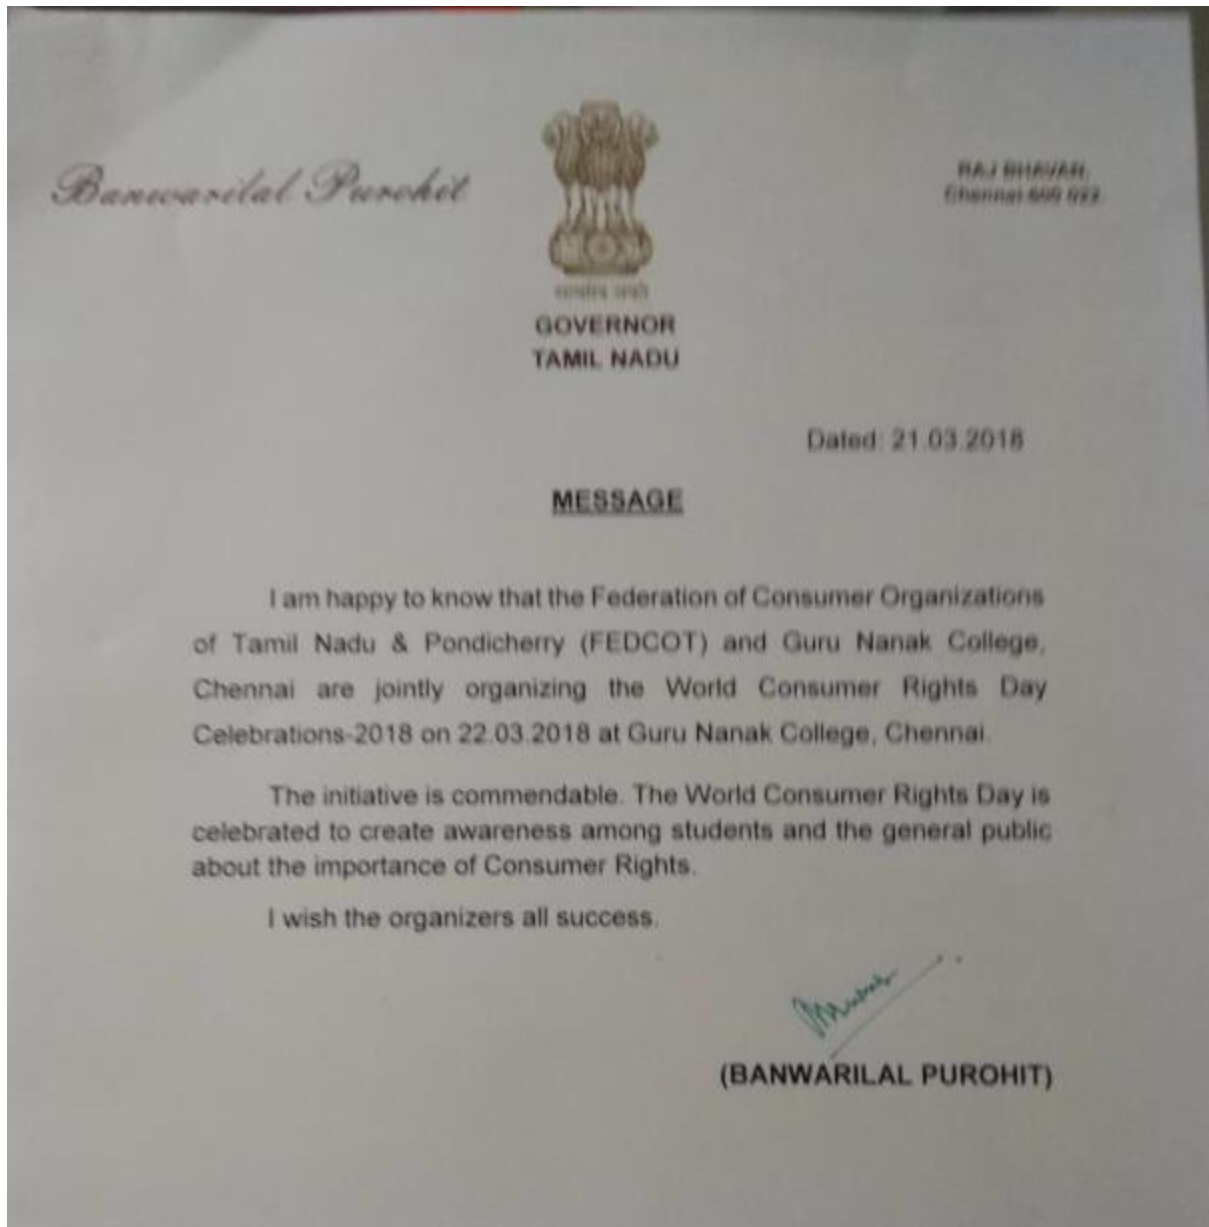 Banwarilal Purohit
RAJ BHAVAN,
Chennai
GOVERNOR
TAMIL NADU
Dated: 21.03.2018
MESSAGE
I am happy to know that the Federation of Consumer Organizations
of Tamil Nadu & Pondicherry (FEDCOT) and Guru Nanak College,
Chennai are jointly organizing the World Consumer Rights Day
Celebrations-2018 on 22.03.2018 at Guru Nanak College, Chennai.
The initiative is commendable. The World Consumer Rights Day is
celebrated to create awareness among students and the general public
about the importance of Consumer Rights.
I wish the organizers all success.
(BANWARILAL PUROHIT)